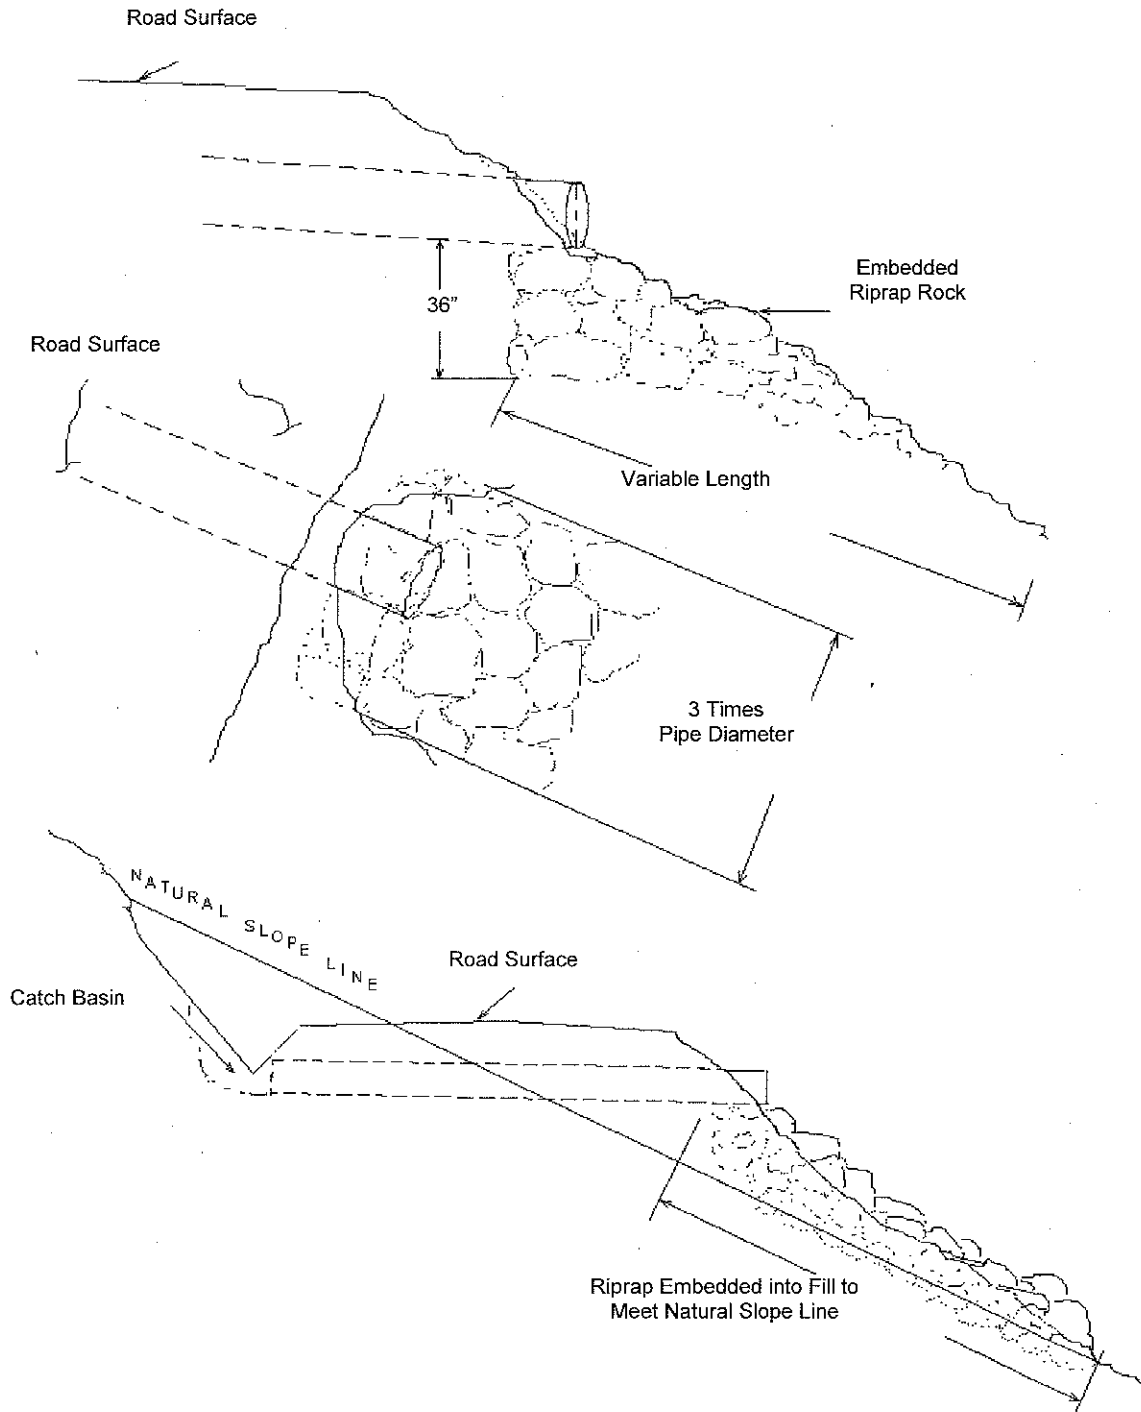 Road Surface
Embedded
Riprap Rock
36”
Road Surface
Variable Length
3 Times
Pipe Diameter
NATURAL SLOPE LINE
Road Surface
Catch Basin
Riprap Embedded into Fill to
Meet Natural Slope Line